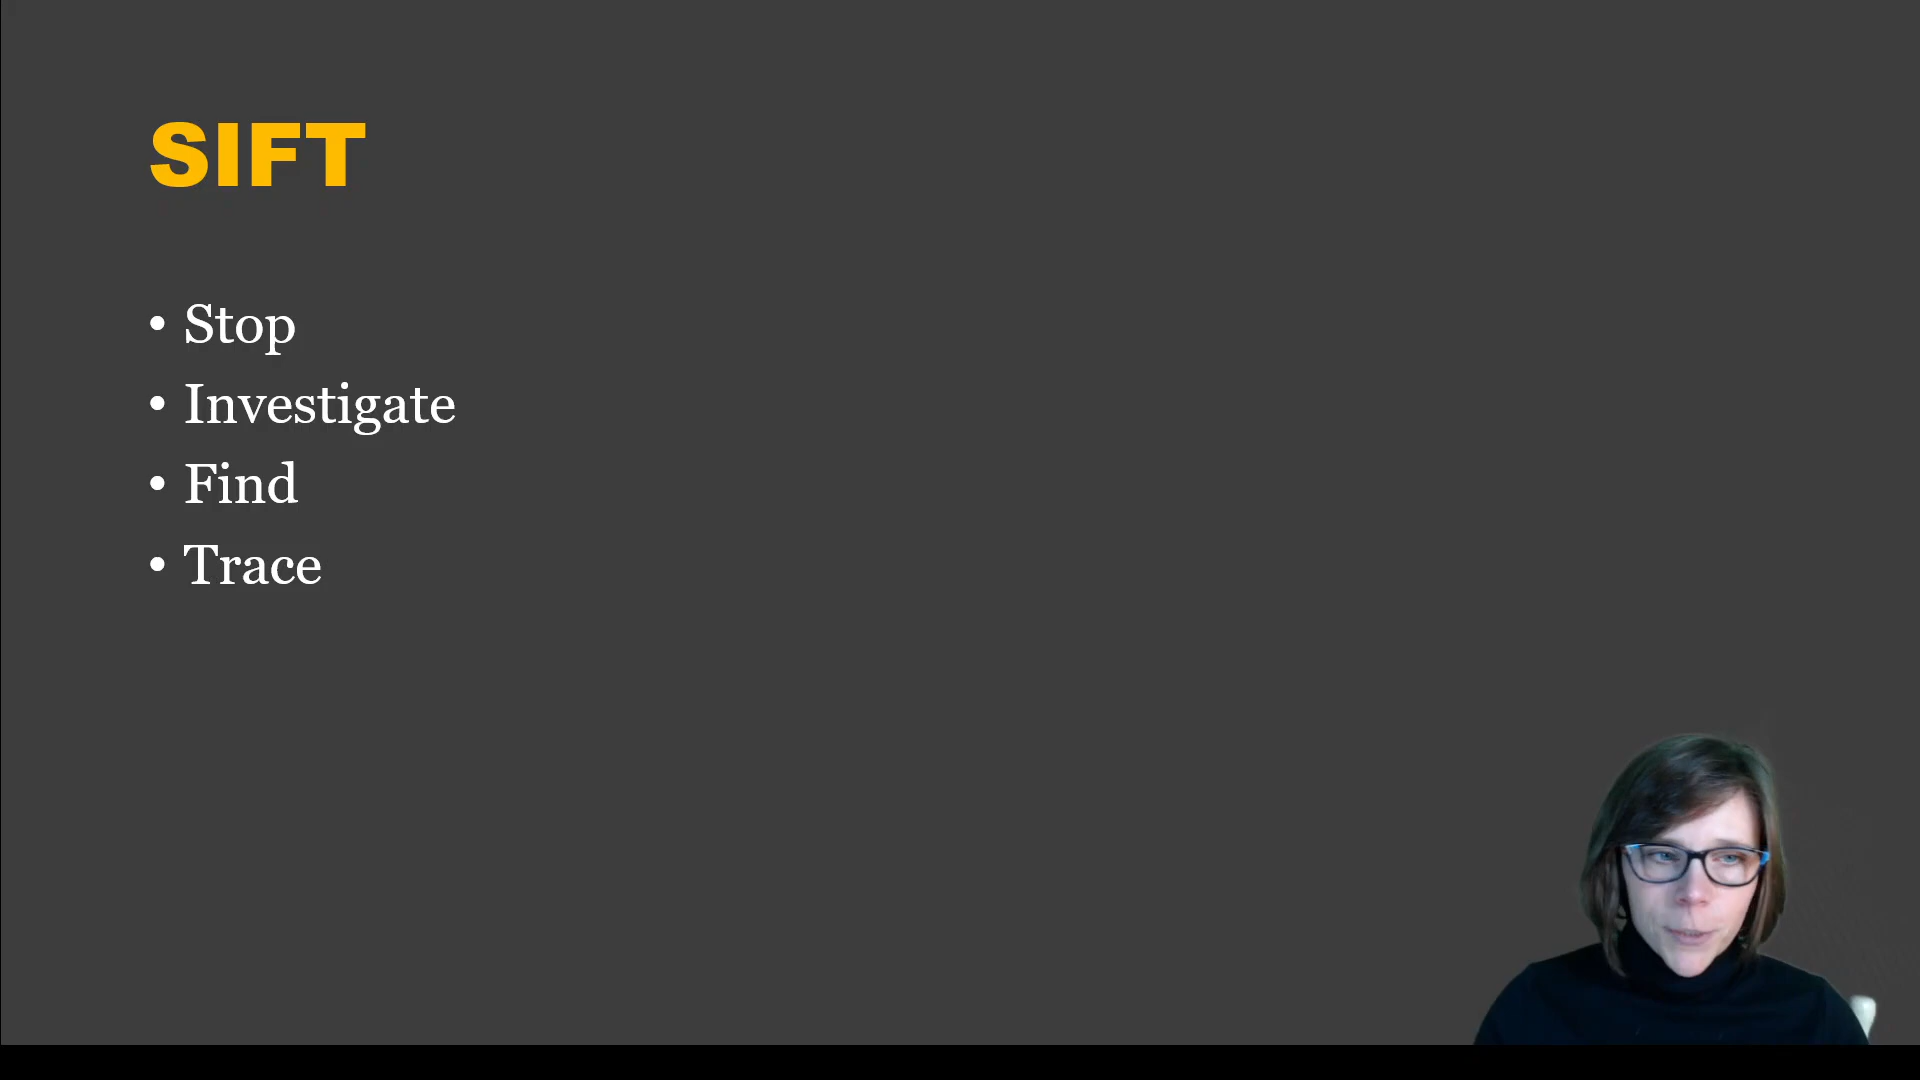 SIFT
• Stop
• Investigate
• Find
• Trace